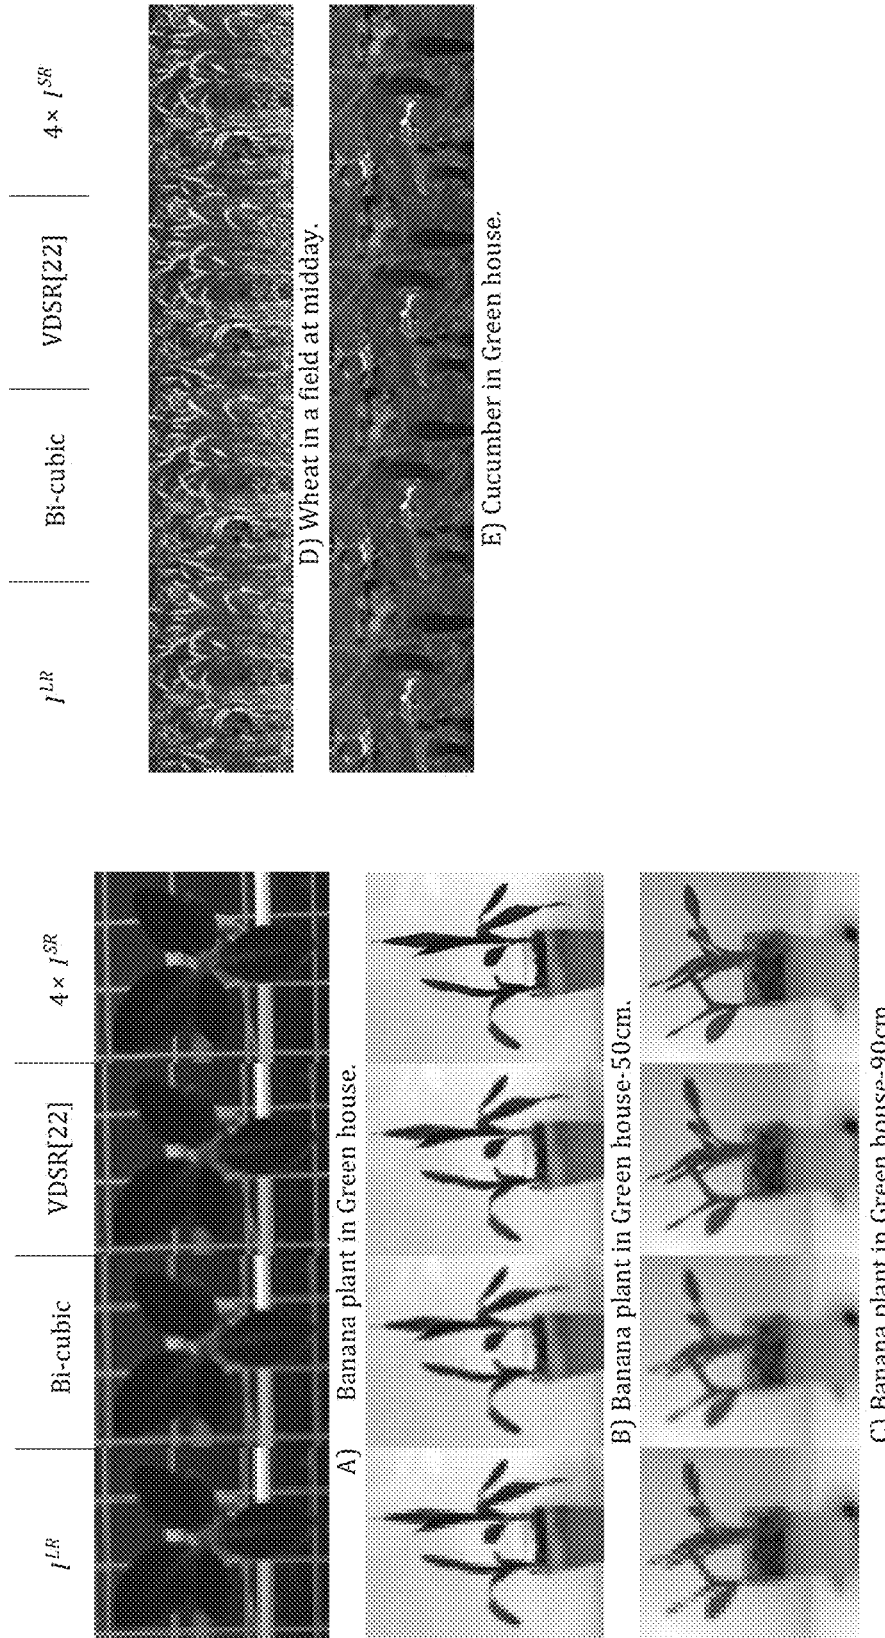 I^LR Bi-cubic VDSR[22] 4× I^SR
A) Banana plant in Green house.
B) Banana plant in Green house-50cm.
C) Banana plant in Green house-90cm
I^LR Bi-cubic VDSR[22] 4× I^SR
D) Wheat in a field at midday.
E) Cucumber in Green house.